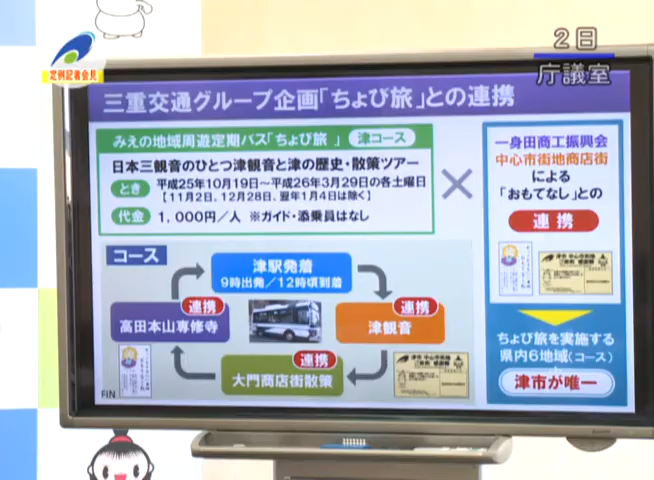 定例記者会見
2日
庁議室
三重交通グループ企画「ちょび旅」との連携
みえの地域周遊定期バス「ちょび旅」
津コース
日本三観音のひとつ津観音と津の歴史・散策ツアー
とき
平成25年10月19日～平成26年3月29日の各土曜日
【11月2日、12月28日、翌年1月4日は除く】
代金
1,000円/人 ※ガイド・添乗員はなし
×
一身田商工振興会
中心市街地商店街
による
「おもてなし」との
連携
コース
津駅発着
9時出発/12時頃到着
連携
高田本山専修寺
連携
津観音
連携
大門商店街散策
ちょび旅を実施する
県内6地域(コース)
津市が唯一
FiN